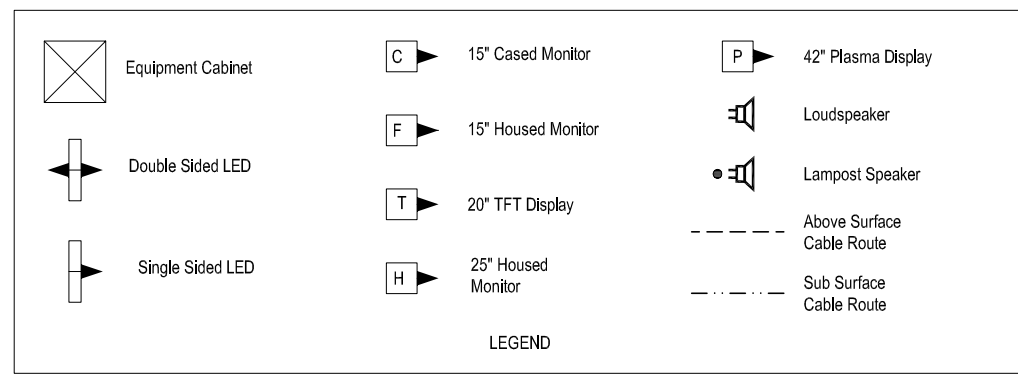 Equipment Cabinet
Double Sided LED
Single Sided LED
C 15" Cased Monitor
F 15" Housed Monitor
T 20" TFT Display
H 25" Housed
Monitor
P 42" Plasma Display
Loudspeaker
Lampost Speaker
Above Surface
Cable Route
Sub Surface
Cable Route
LEGEND